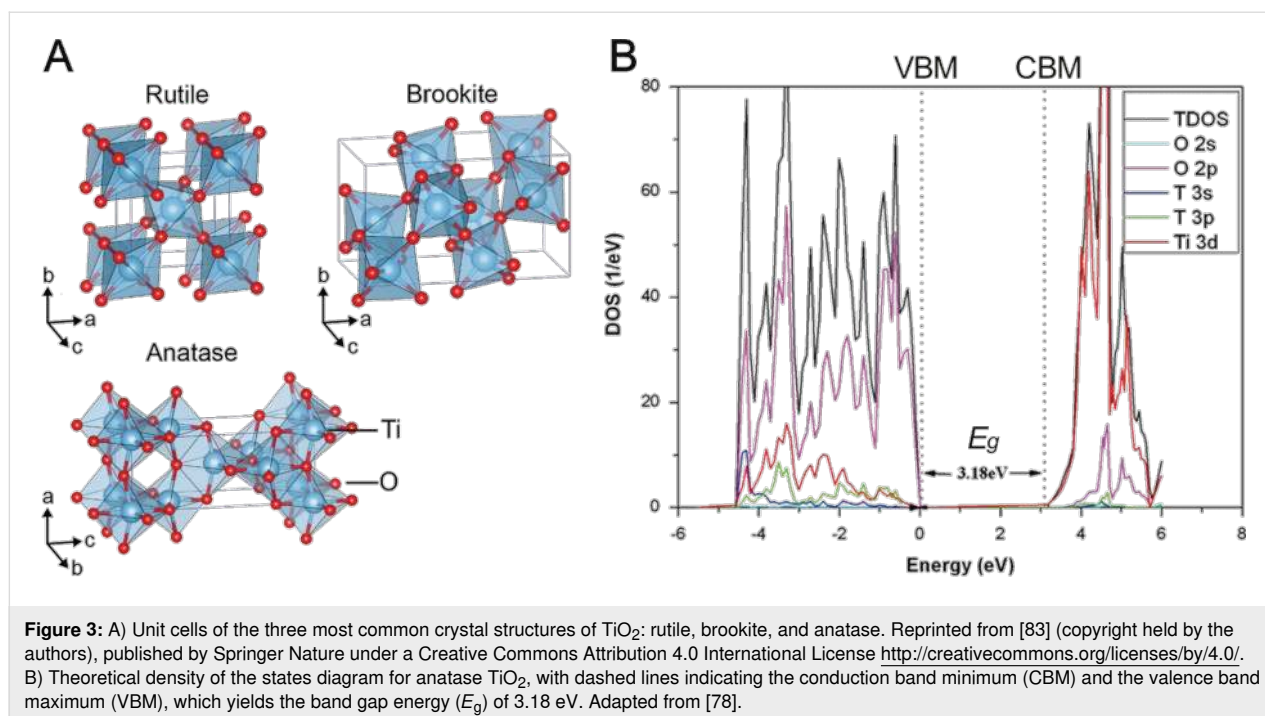 A
Rutile
Brookite
b
a
c
b
a
c
Anatase
Ti
O
a
c
b
B
VBM CBM
80
60
40
20
0
DOS (1/eV)
TDOS
O 2s
O 2p
T 3s
T 3p
Ti 3d
Eg
3.18eV
-6 -4 -2 0 2 4 6 8
Energy (eV)
Figure 3: A) Unit cells of the three most common crystal structures of TiO2: rutile, brookite, and anatase. Reprinted from [83] (copyright held by the
authors), published by Springer Nature under a Creative Commons Attribution 4.0 International License http://creativecommons.org/licenses/by/4.0/.
B) Theoretical density of the states diagram for anatase TiO2, with dashed lines indicating the conduction band minimum (CBM) and the valence band
maximum (VBM), which yields the band gap energy (Eg) of 3.18 eV. Adapted from [78].